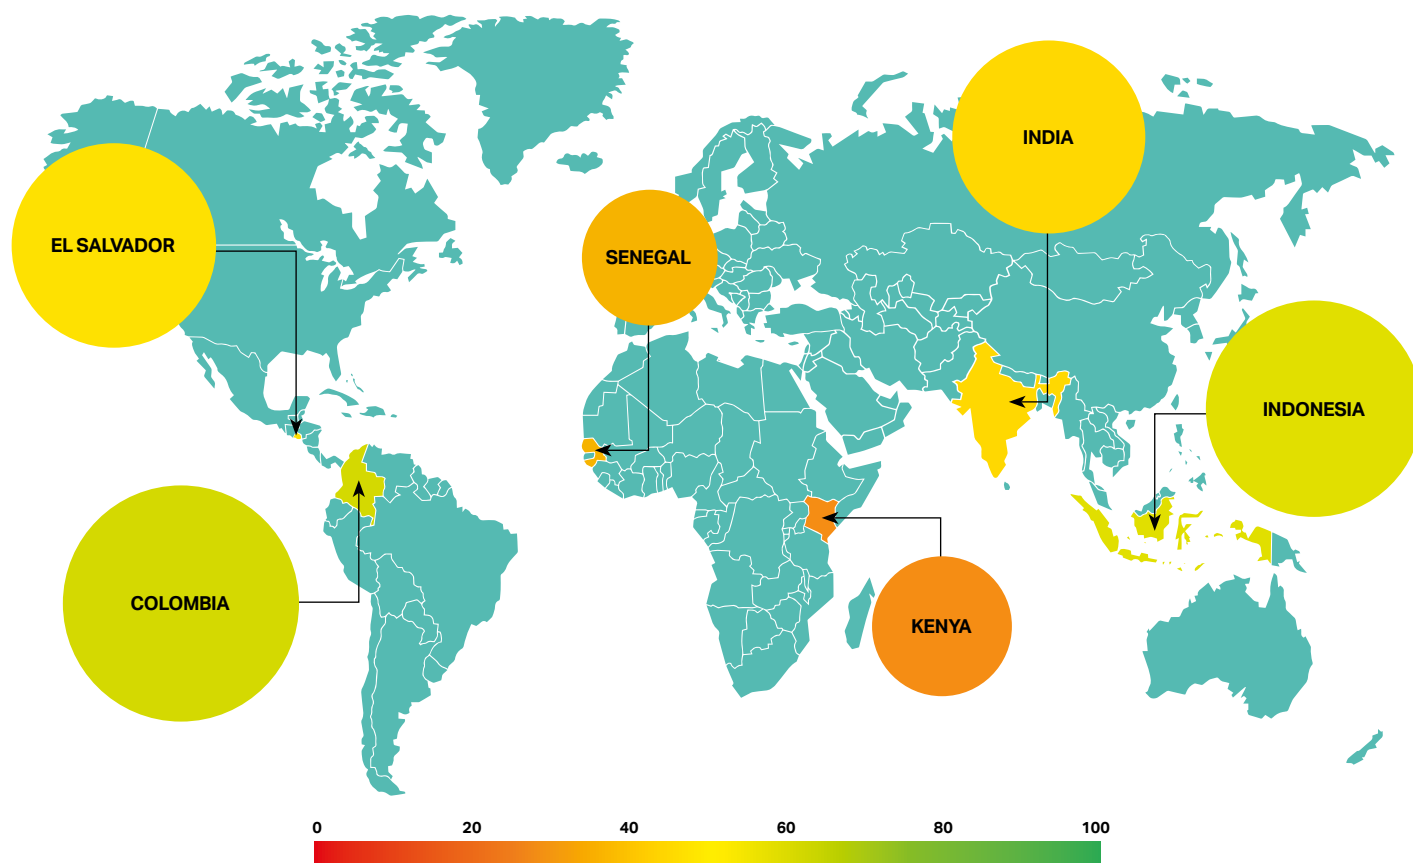 INDIA
EL SALVADOR
SENEGAL
INDONESIA
COLOMBIA
KENYA
0 20 40 60 80 100